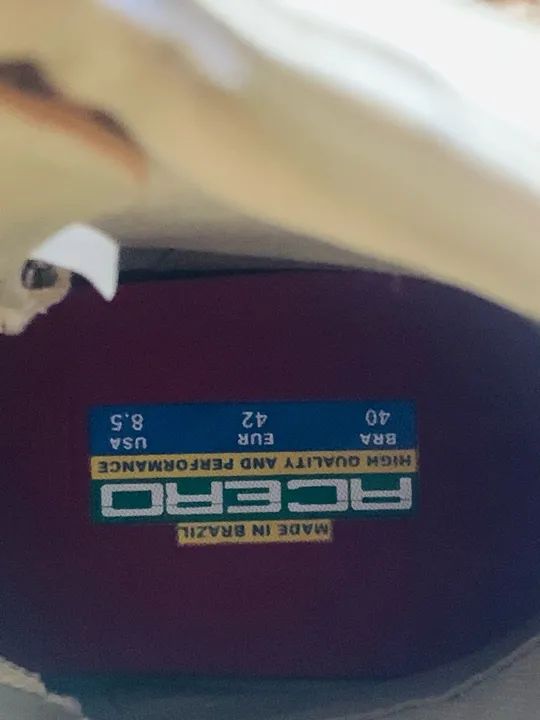 MADE IN BRAZIL
ACERO
HIGH QUALITY AND PERFORMANCE
BRA EUR USA
40 42 8.5